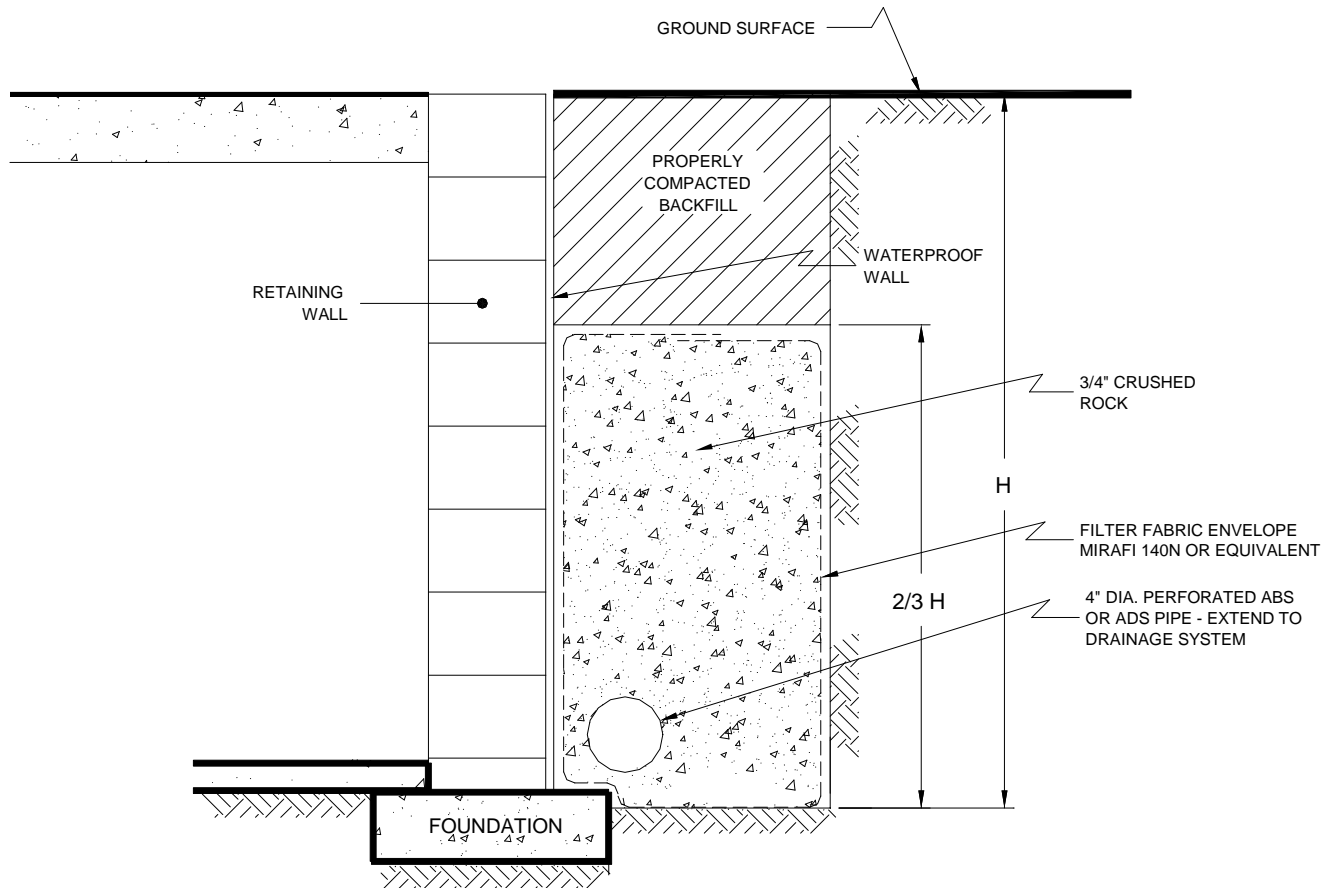 GROUND SURFACE
PROPERLY
COMPACTED
BACKFILL
WATERPROOF
WALL
RETAINING
WALL
3/4" CRUSHED
ROCK
H
FILTER FABRIC ENVELOPE
MIRAFI 140N OR EQUIVALENT
2/3 H
4" DIA. PERFORATED ABS
OR ADS PIPE - EXTEND TO
DRAINAGE SYSTEM
FOUNDATION